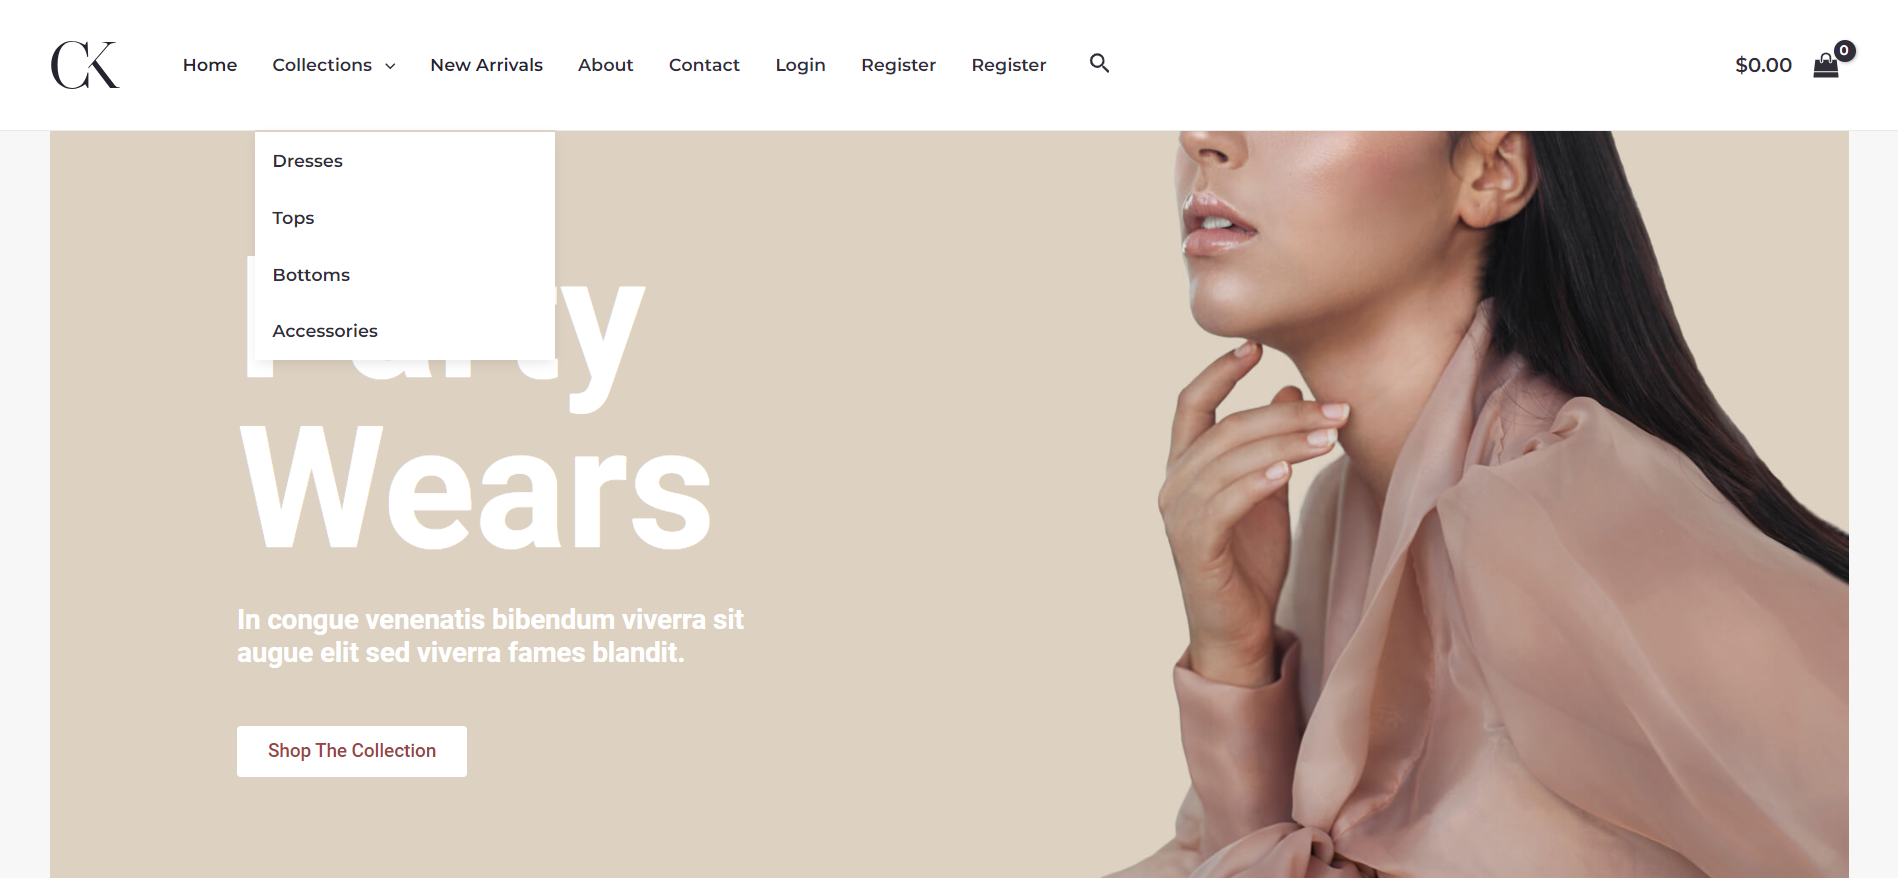 CK
Home Collections New Arrivals About Contact Login Register Register $0.00 0
Dresses
Tops
Bottoms
Accessories
Wears
In congue venenatis bibendum viverra sit
augue elit sed viverra fames blandit.
Shop The Collection